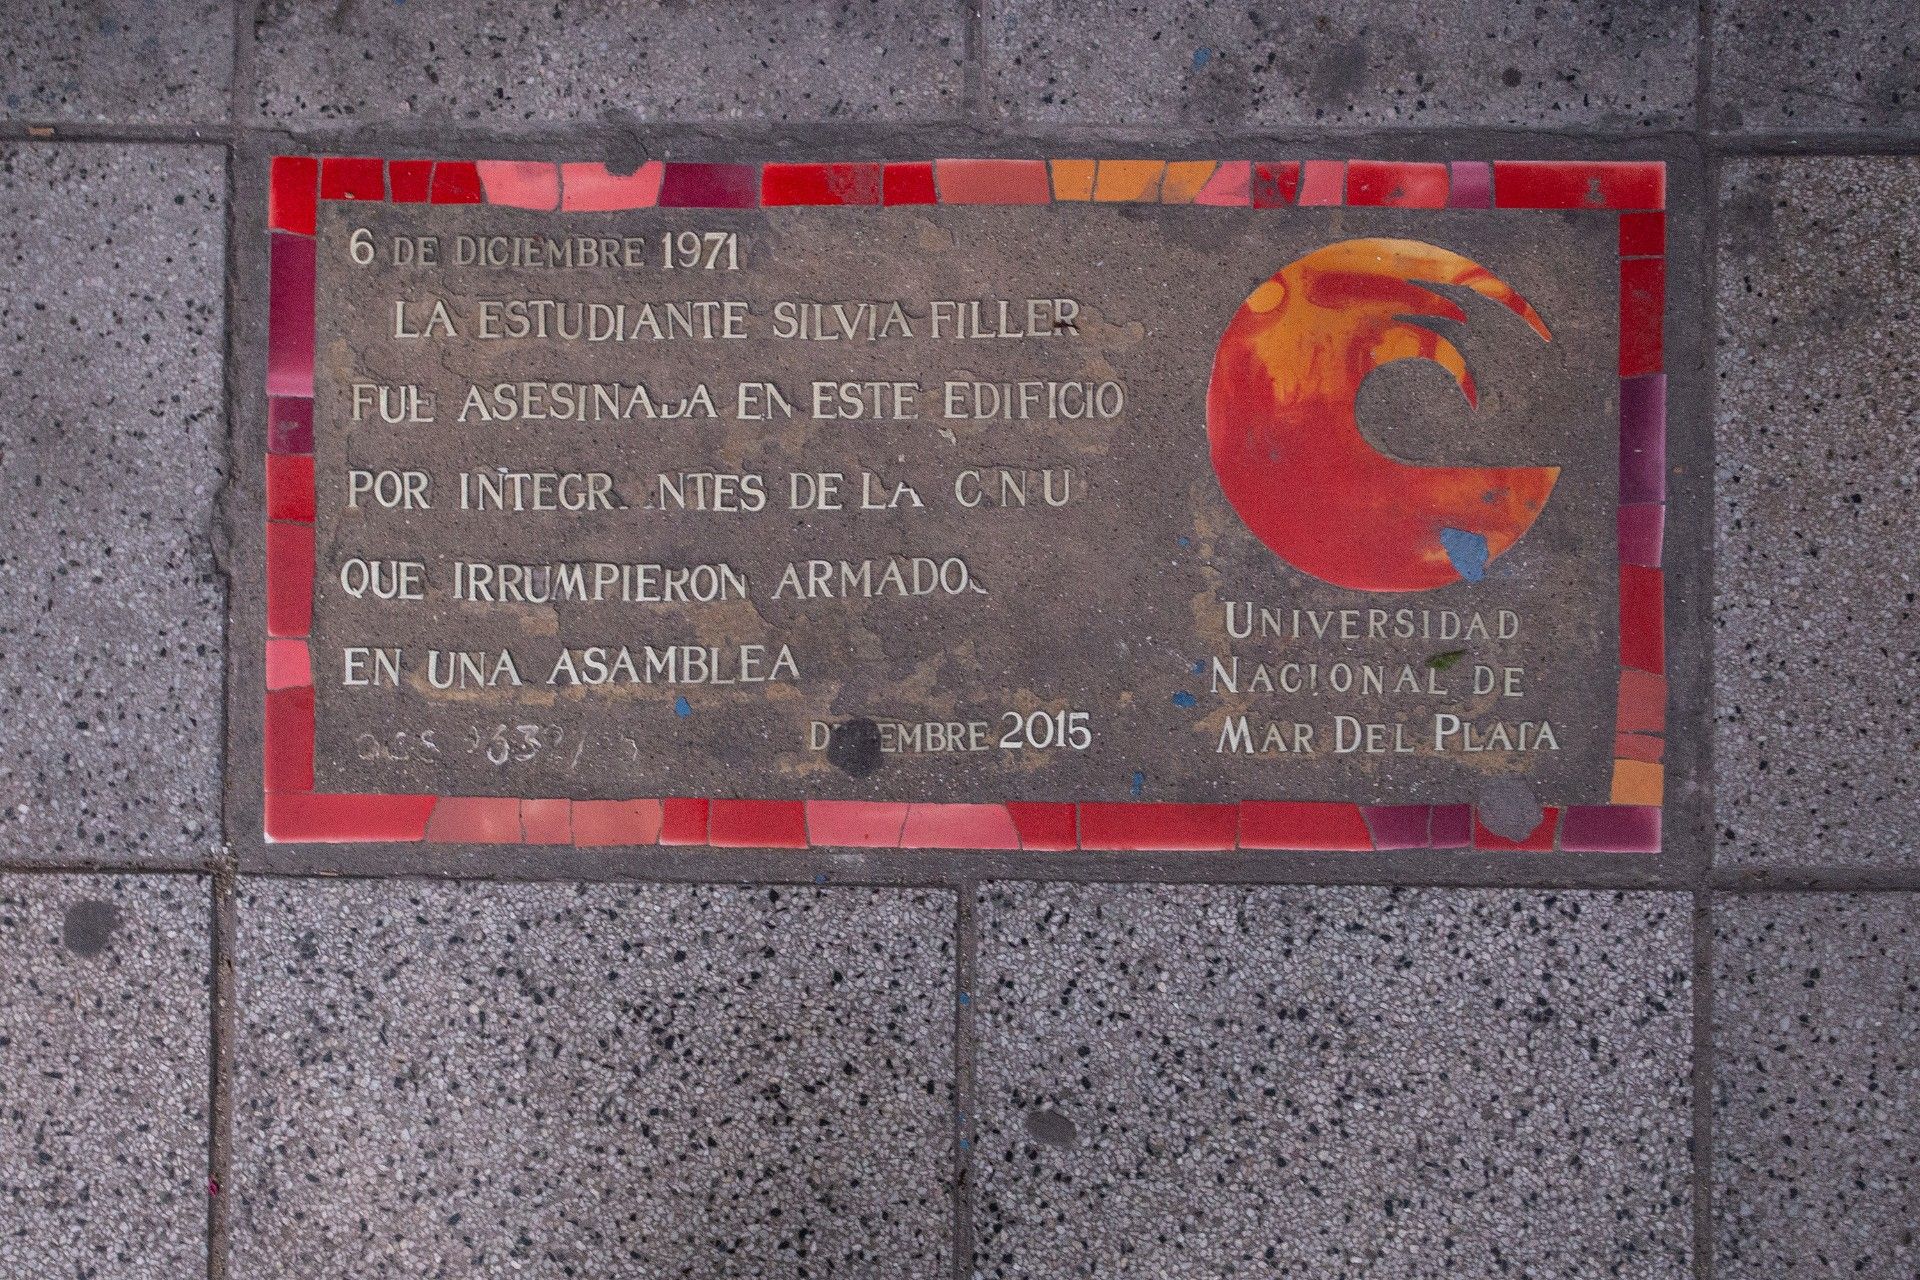 6 DE DICIEMBRE 1971
LA ESTUDIANTE SILVIA FILLER
FUE ASESINADA EN ESTE EDIFICIO
POR INTEGRANTES DE LA CNU
QUE IRRUMPIERON ARMADOS
EN UNA ASAMBLEA
DICIEMBRE 2015
UNIVERSIDAD
NACIONAL DE
MAR DEL PLATA